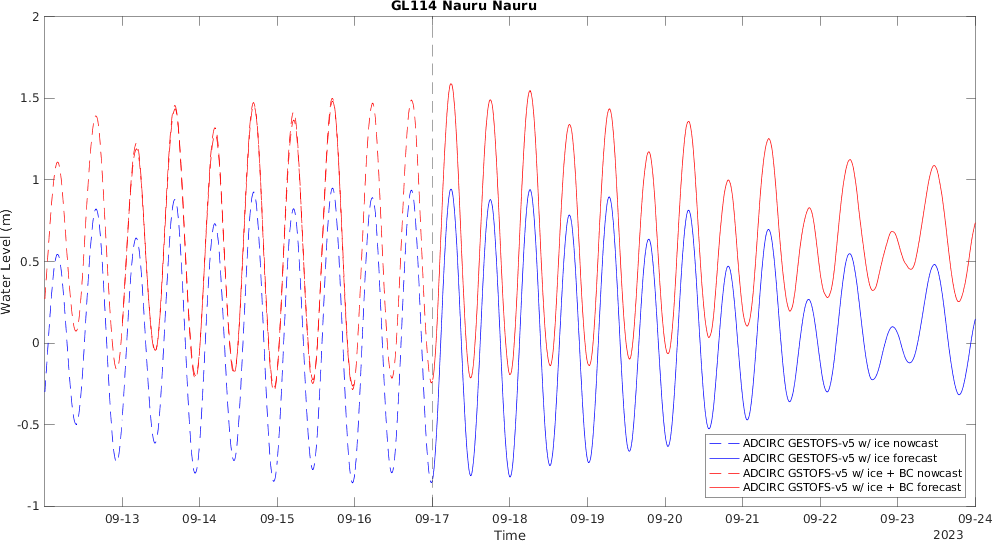 GL114 Nauru Nauru
2
1.5
1
0.5
0
-0.5
-1
Water Level (m)
ADCIRC GESTOFS-v5 w/ ice nowcast
ADCIRC GESTOFS-v5 w/ ice forecast
ADCIRC GSTOFS-v5 w/ ice + BC nowcast
ADCIRC GSTOFS-v5 w/ ice + BC forecast
09-13 09-14 09-15 09-16 09-17 09-18 09-19 09-20 09-21 09-22 09-23 09-24
Time
2023